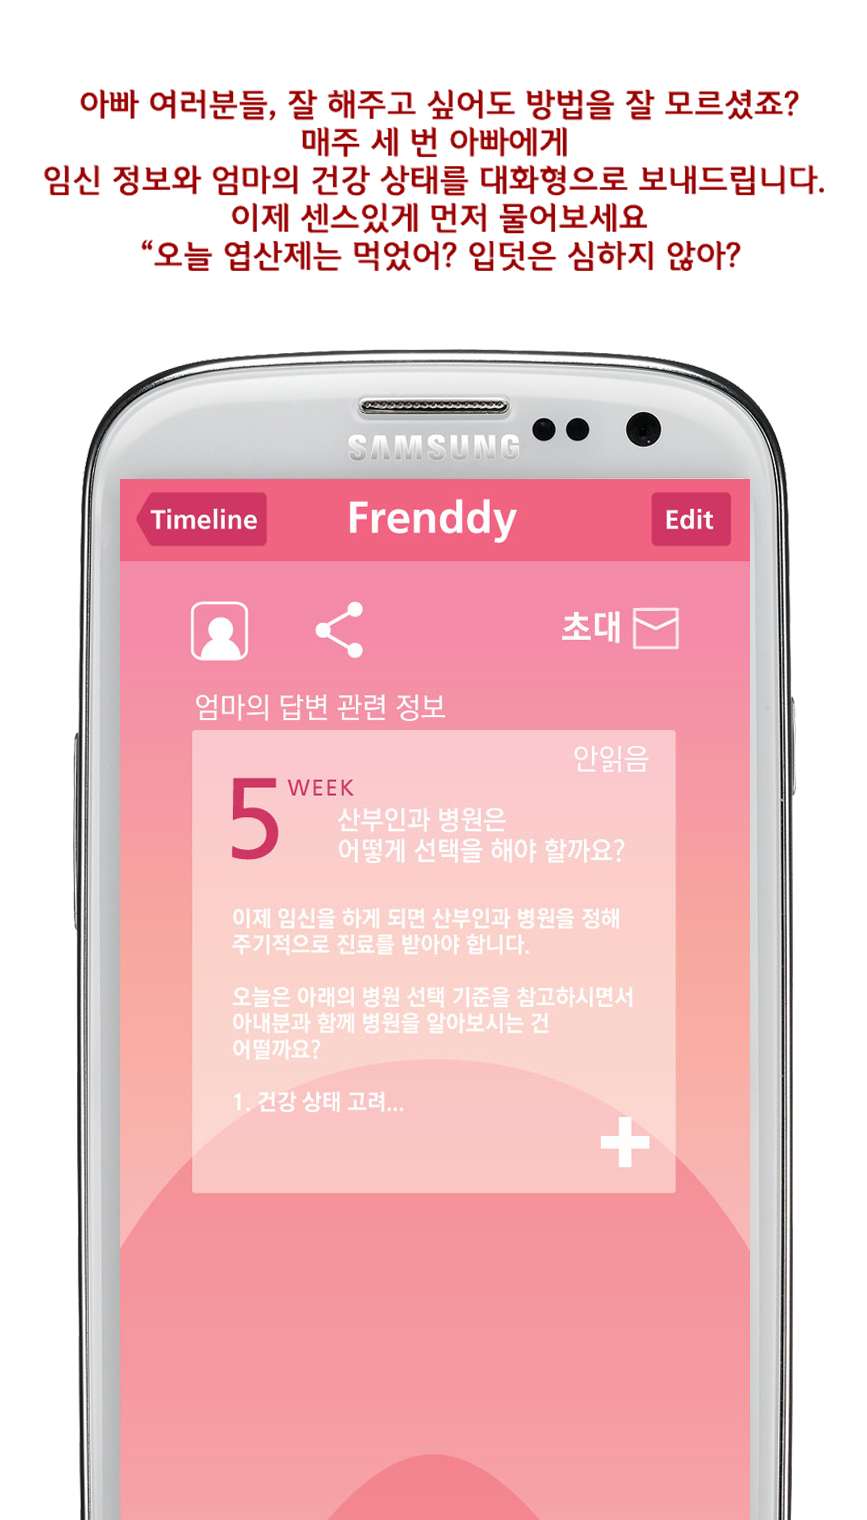 아빠 여러분들, 잘 해주고 싶어도 방법을 잘 모르셨죠?
매주 세 번 아빠에게
임신 정보와 엄마의 건강 상태를 대화형으로 보내드립니다.
이제 센스있게 먼저 물어보세요
“오늘 엽산제는 먹었어? 입덧은 심하지 않아?
SAMSUNG
Timeline
Frenddy
Edit
초대
엄마의 답변 관련 정보
안읽음
5 WEEK
산부인과 병원은
어떻게 선택을 해야 할까요?
이제 임신을 하게 되면 산부인과 병원을 정해
주기적으로 진료를 받아야 합니다.
오늘은 아래의 병원 선택 기준을 참고하시면서
아내분과 함께 병원을 알아보시는 건
어떨까요?
1. 건강 상태 고려...